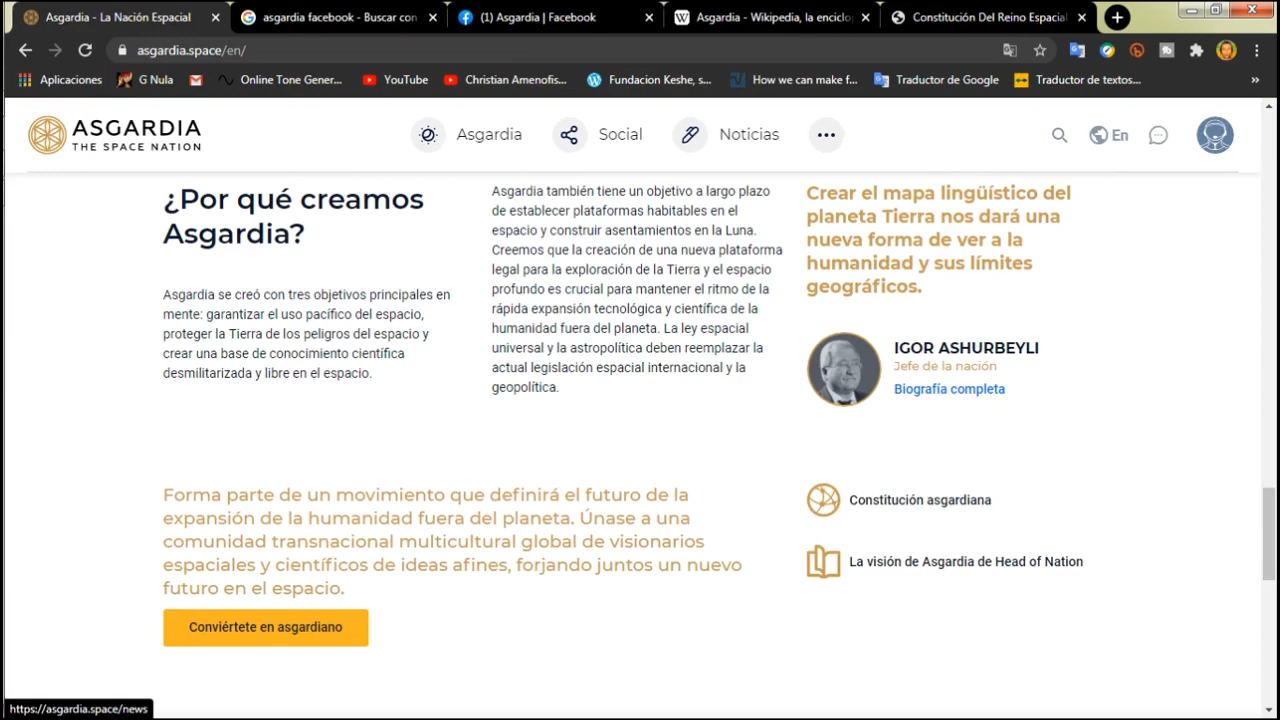 Asgardia - La Nación Espacial
asgardia facebook - Buscar con
(1) Asgardia | Facebook
Asgardia - Wikipedia, la enciclo
Constitución Del Reino Espacial
asgardia.space/en/
Aplicaciones
G Nula
Online Tone Gener...
YouTube
Christian Amenofis...
Fundacion Keshe, s...
How we can make f...
Traductor de Google
Traductor de textos...
»
ASGARDIA
THE SPACE NATION
Asgardia
Social
Noticias
En
¿Por qué creamos
Asgardia?
Asgardia se creó con tres objetivos principales en
mente: garantizar el uso pacífico del espacio,
proteger la Tierra de los peligros del espacio y
crear una base de conocimiento científica
desmilitarizada y libre en el espacio.
Asgardia también tiene un objetivo a largo plazo
de establecer plataformas habitables en el
espacio y construir asentamientos en la Luna.
Creemos que la creación de una nueva plataforma
legal para la exploración de la Tierra y el espacio
profundo es crucial para mantener el ritmo de la
rápida expansión tecnológica y científica de la
humanidad fuera del planeta. La ley espacial
universal y la astropolítica deben reemplazar la
actual legislación espacial internacional y la
geopolítica.
Crear el mapa lingüístico del
planeta Tierra nos dará una
nueva forma de ver a la
humanidad y sus límites
geográficos.
IGOR ASHURBEYLI
Jefe de la nación
Biografía completa
Forma parte de un movimiento que definirá el futuro de la
expansión de la humanidad fuera del planeta. Únase a una
comunidad transnacional multicultural global de visionarios
espaciales y científicos de ideas afines, forjando juntos un nuevo
futuro en el espacio.
Conviértete en asgardiano
Constitución asgardiana
La visión de Asgardia de Head of Nation
https://asgardia.space/news